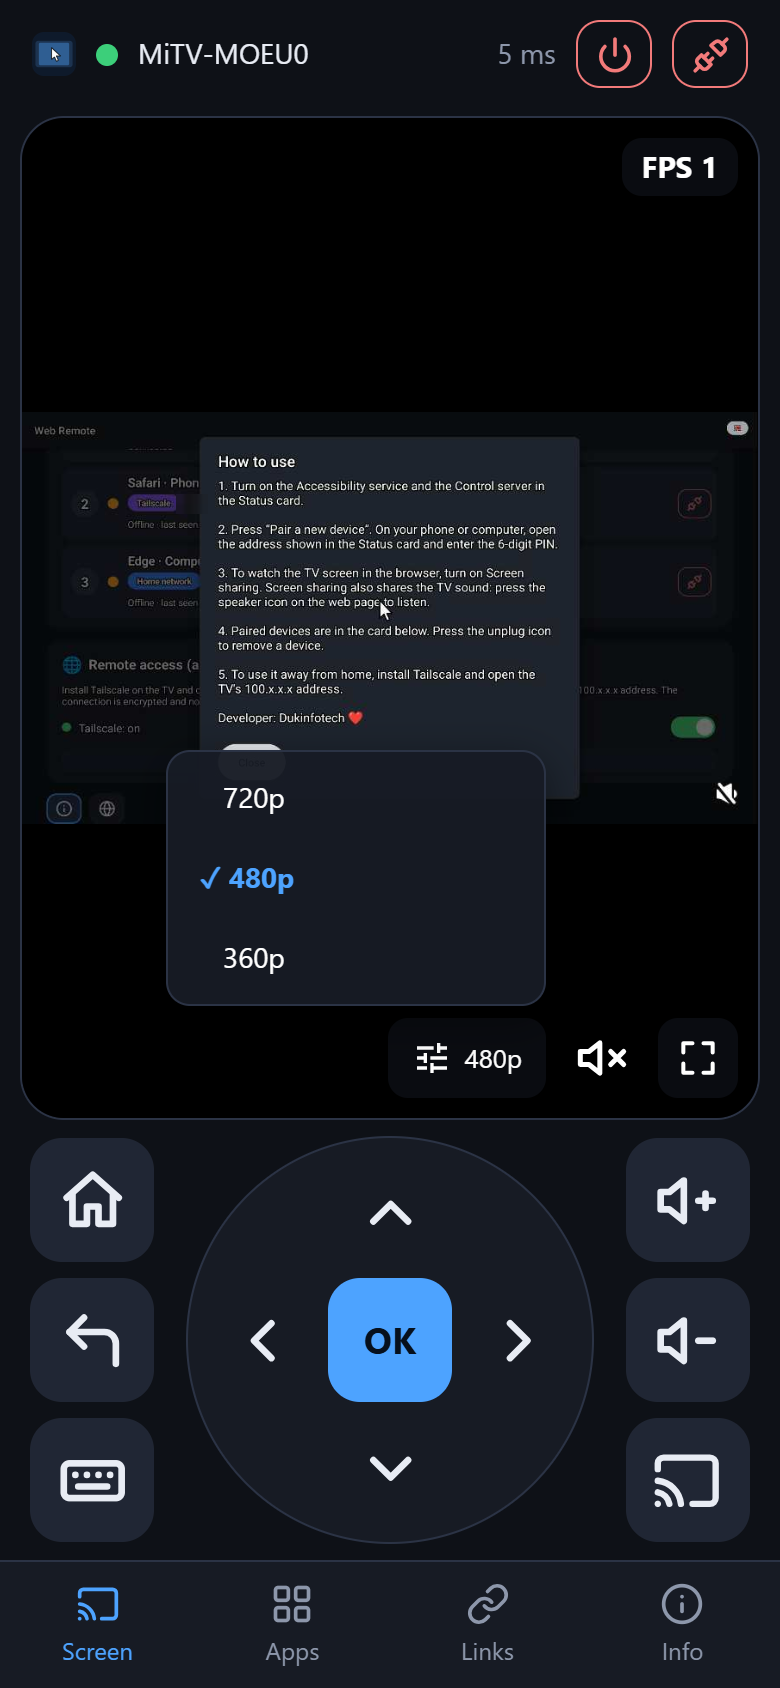 MiTV-MOEU0
5 ms
FPS 1
Web Remote
2
Safari · Phon
Tailscale
Offline · last seen
3
Edge · Comp
Home network
Offline · last seen
Remote access (a
Install Tailscale on the TV and
connection is encrypted and no
100.x.x.x address. The
Tailscale: on
How to use
1. Turn on the Accessibility service and the Control server in
the Status card.
2. Press “Pair a new device”. On your phone or computer, open
the address shown in the Status card and enter the 6-digit PIN.
3. To watch the TV screen in the browser, turn on Screen
sharing. Screen sharing also shares the TV sound: press the
speaker icon on the web page to listen.
4. Paired devices are in the card below. Press the unplug icon
to remove a device.
5. To use it away from home, install Tailscale and open the
TV's 100.x.x.x address.
Developer: Dukinfotech ❤️
Close
720p
✓ 480p
360p
480p
OK
Screen
Apps
Links
Info